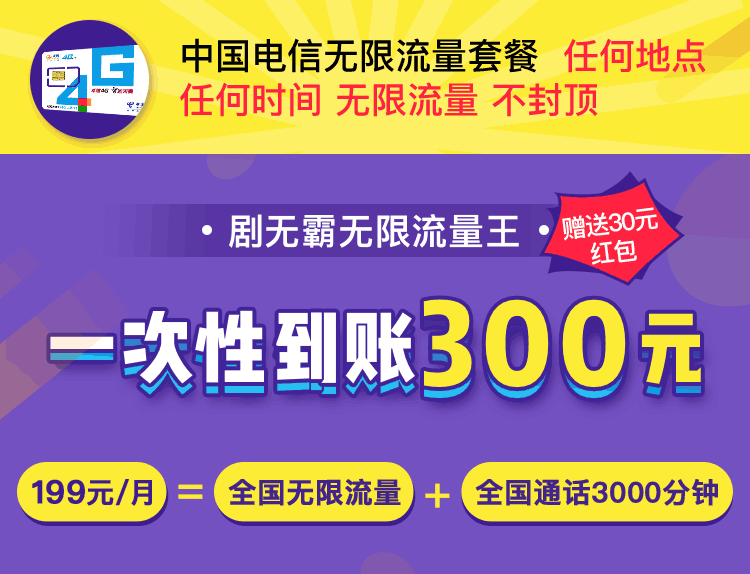 中国电信无限流量套餐 任何地点
任何时间 无限流量 不封顶
4G
• 剧无霸无限流量王 •
赠送30元
红包
一次性到账300元
199元/月 = 全国无限流量 + 全国通话3000分钟